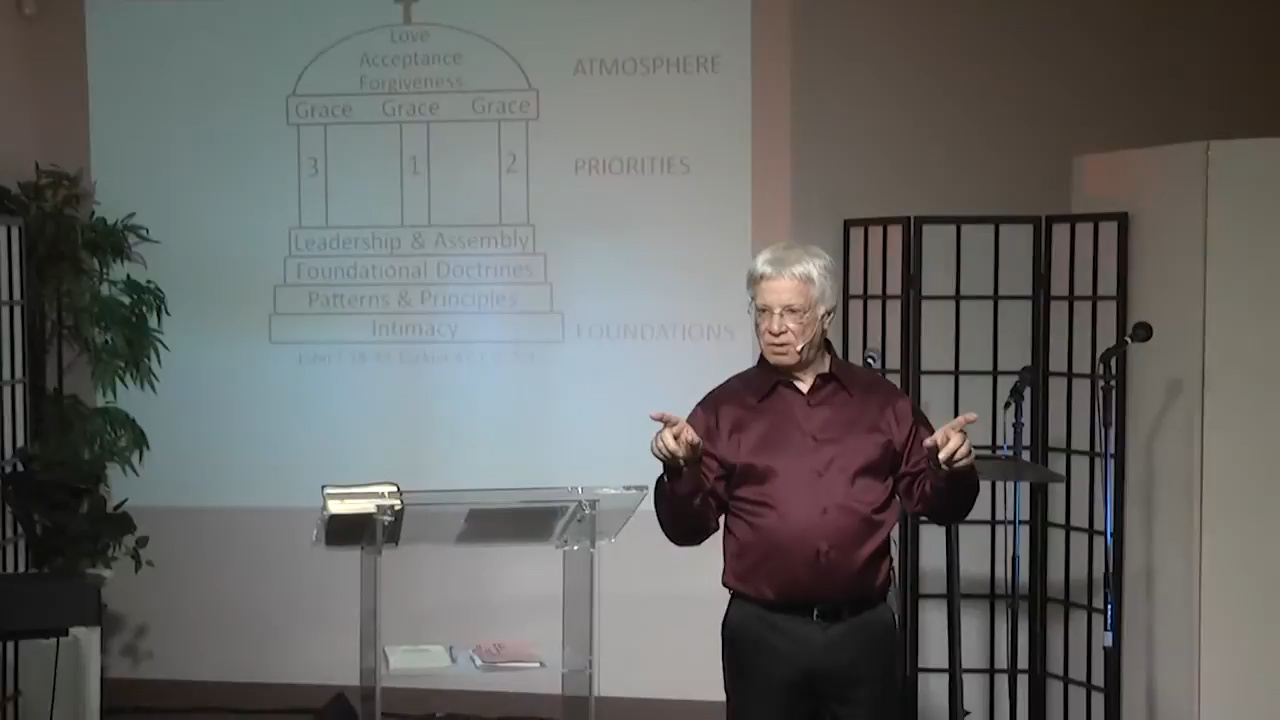 Love
Acceptance
Forgiveness
ATMOSPHERE
Grace Grace Grace
3 1 2
PRIORITIES
Leadership & Assembly
Foundational Doctrines
Patterns & Principles
Intimacy
FOUNDATIONS